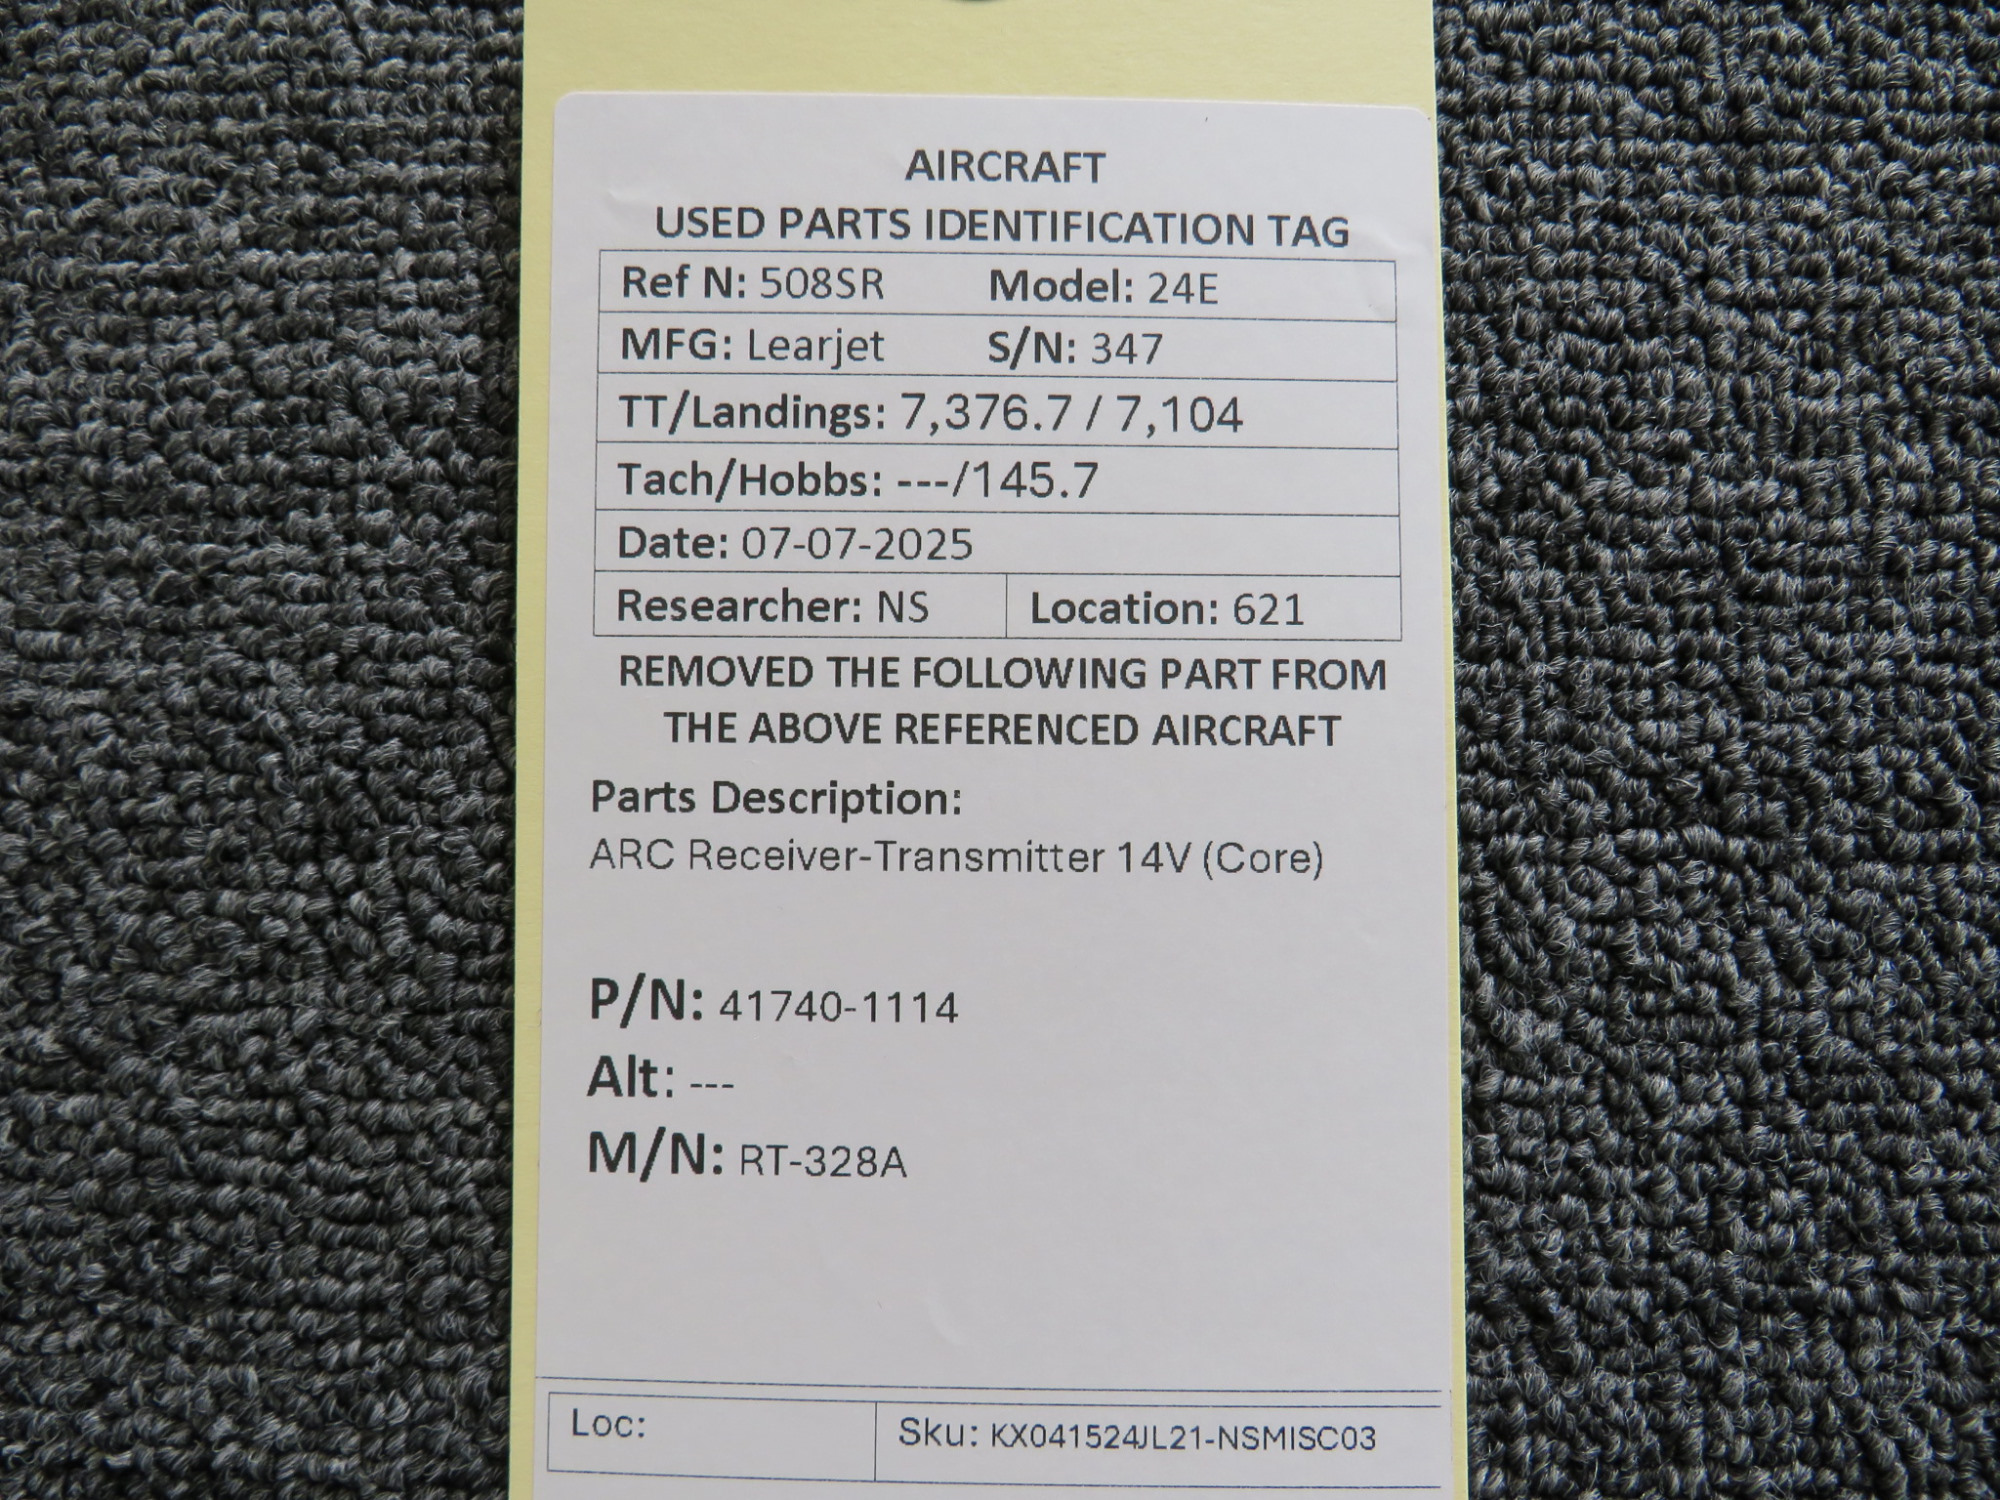 AIRCRAFT
USED PARTS IDENTIFICATION TAG
Ref N: 508SR Model: 24E
MFG: Learjet S/N: 347
TT/Landings: 7,376.7 / 7,104
Tach/Hobbs: ---/145.7
Date: 07-07-2025
Researcher: NS Location: 621
REMOVED THE FOLLOWING PART FROM
THE ABOVE REFERENCED AIRCRAFT
Parts Description:
ARC Receiver-Transmitter 14V (Core)
P/N: 41740-1114
Alt: ---
M/N: RT-328A
Loc: Sku: KX041524JL21-NSMISC03